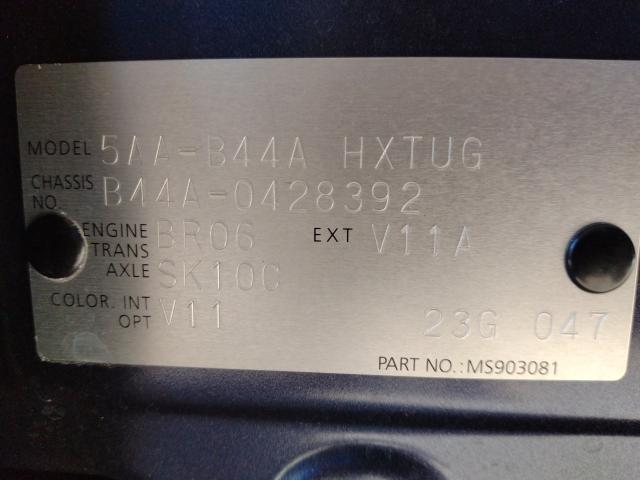 MODEL 5AA-B44A HXTUG
CHASSIS NO. B44A-0428392
ENGINE BR06 EXT V11A
TRANS
AXLE SK10C
COLOR. INT V11
OPT
23G 047
PART NO.:MS903081